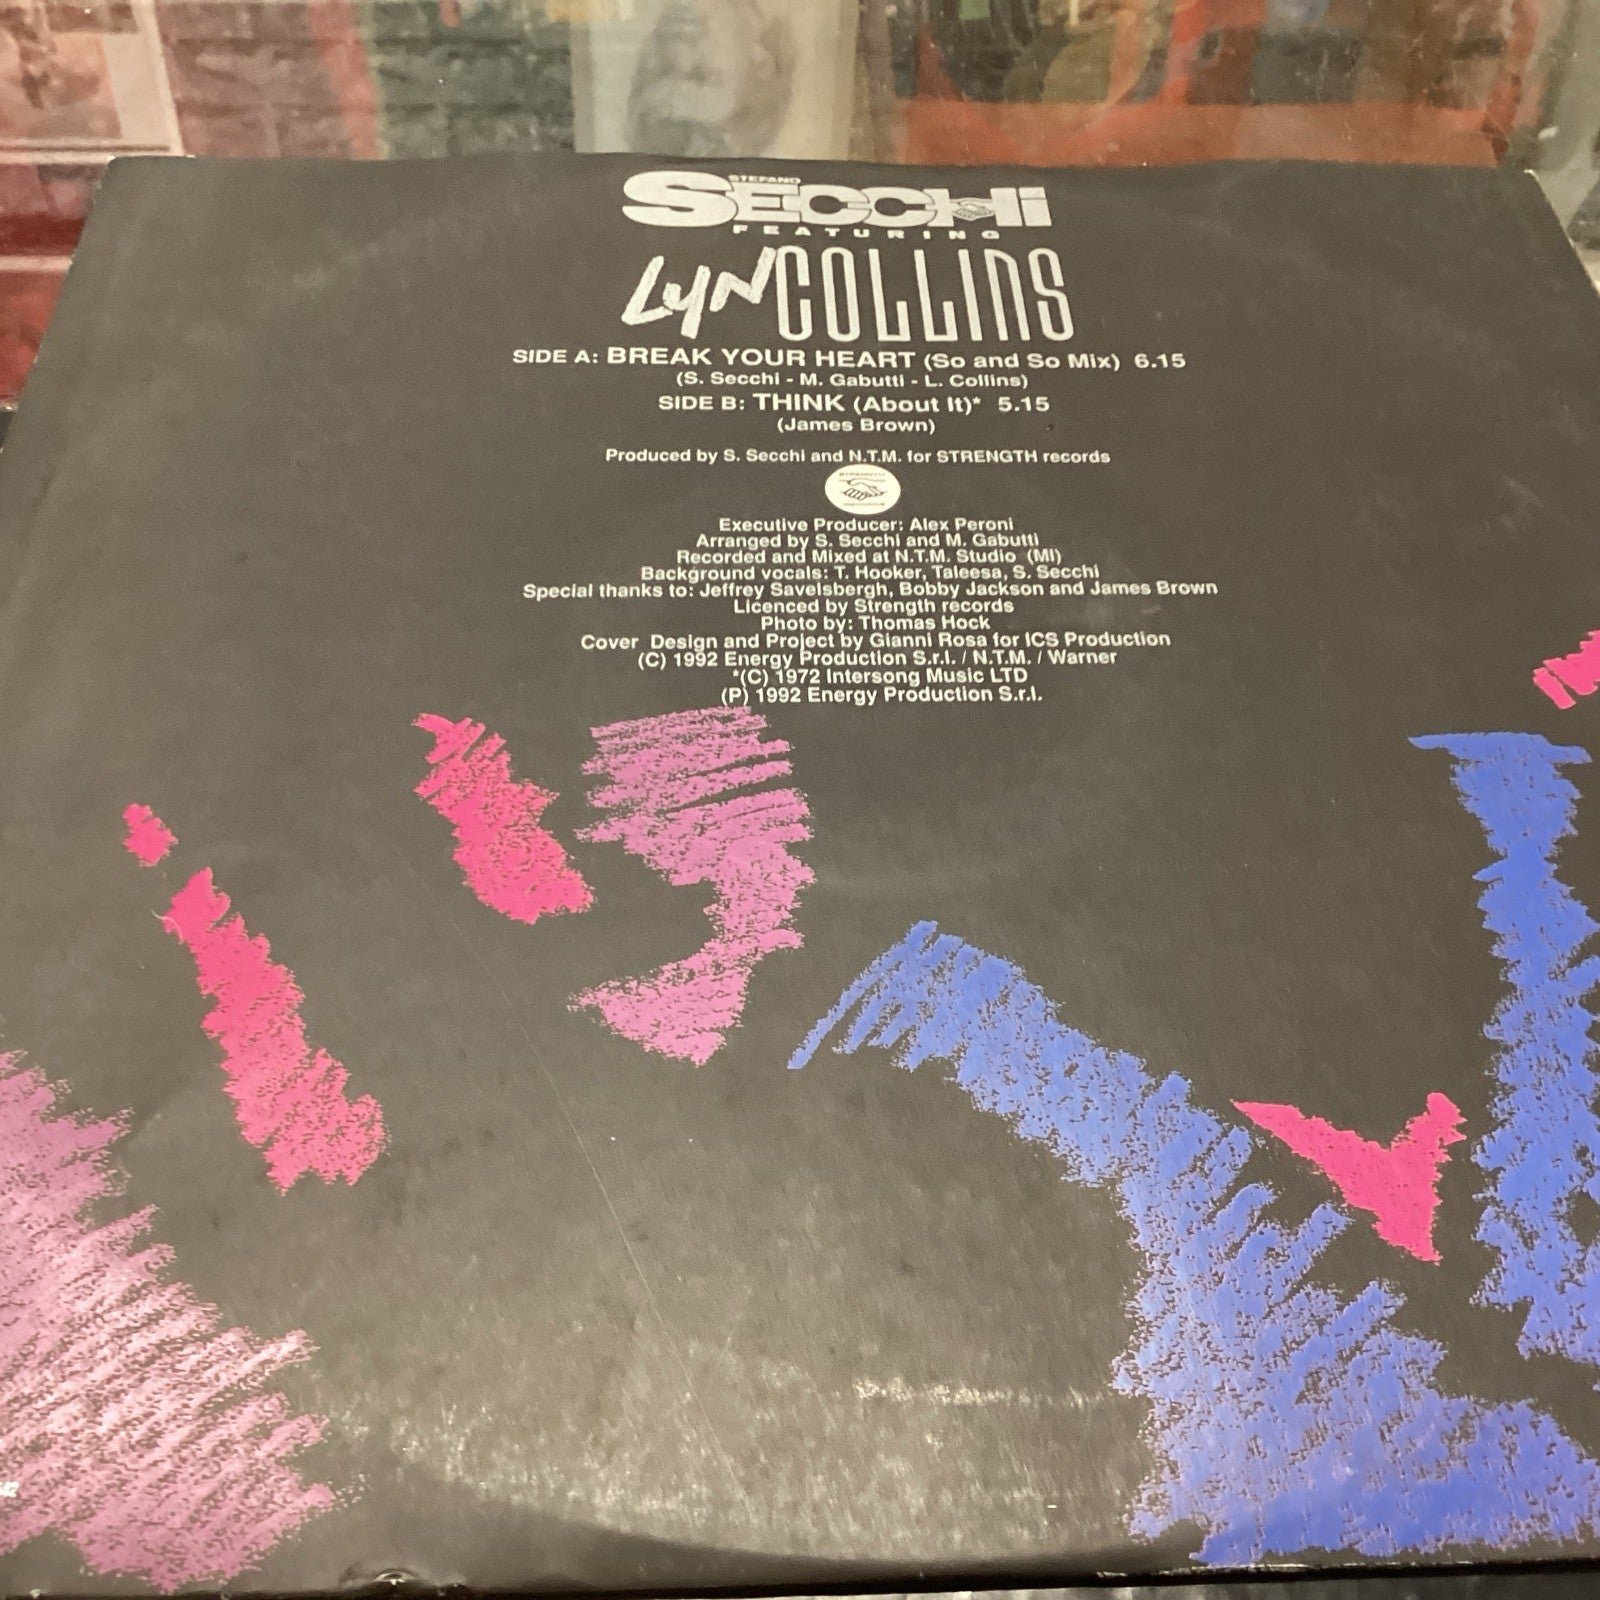 STEFANO
SECCHI
FEATURING
LYN COLLINS
SIDE A: BREAK YOUR HEART (So and So Mix) 6.15
(S. Secchi - M. Gabutti - L. Collins)
SIDE B: THINK (About It)* 5.15
(James Brown)
Produced by S. Secchi and N.T.M. for STRENGTH records
STRENGTH
RECORDS
Executive Producer: Alex Peroni
Arranged by S. Secchi and M. Gabutti
Recorded and Mixed at N.T.M. Studio (MI)
Background vocals: T. Hooker, Taleesa, S. Secchi
Special thanks to: Jeffrey Savelsbergh, Bobby Jackson and James Brown
Licenced by Strength records
Photo by: Thomas Hock
Cover Design and Project by Gianni Rosa for ICS Production
(C) 1992 Energy Production S.r.l. / N.T.M. / Warner
*(C) 1972 Intersong Music LTD
(P) 1992 Energy Production S.r.l.